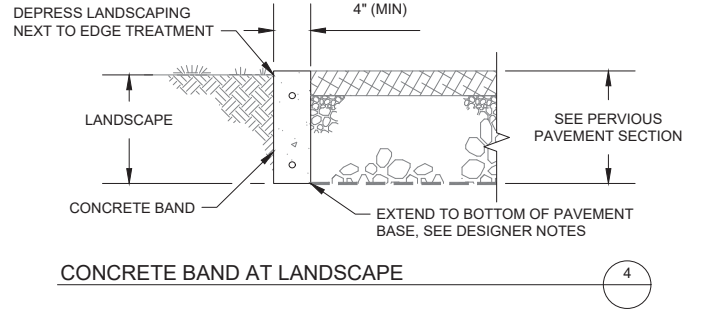 DEPRESS LANDSCAPING
NEXT TO EDGE TREATMENT
4" (MIN)
LANDSCAPE
SEE PERVIOUS
PAVEMENT SECTION
CONCRETE BAND
EXTEND TO BOTTOM OF PAVEMENT
BASE, SEE DESIGNER NOTES
CONCRETE BAND AT LANDSCAPE
4